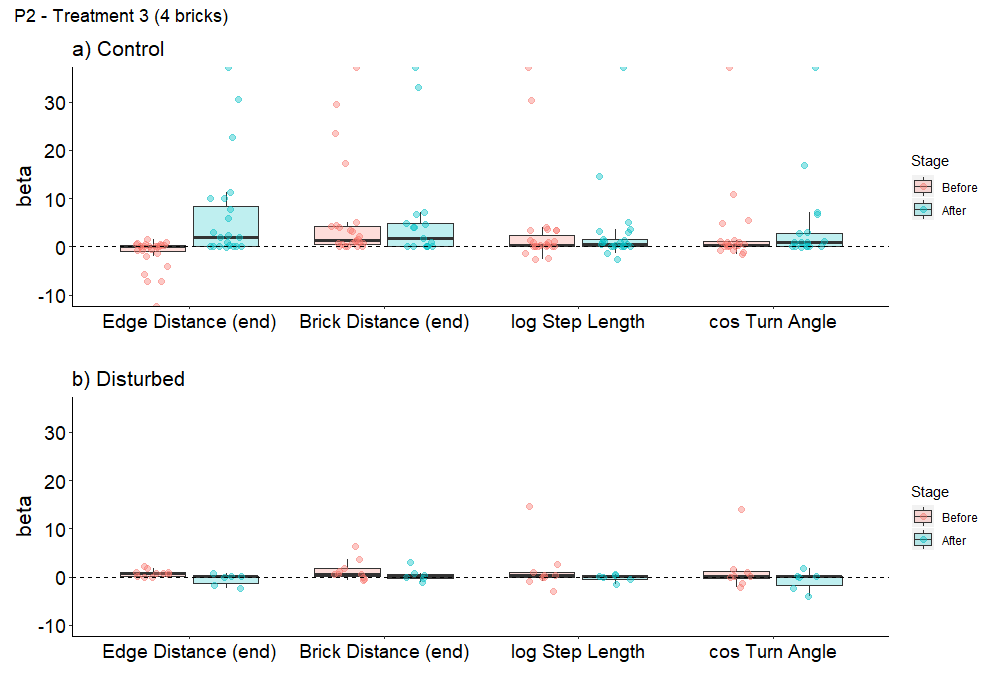 P2 - Treatment 3 (4 bricks)
a) Control
beta
30
20
10
0
-10
Edge Distance (end) Brick Distance (end) log Step Length cos Turn Angle
Stage
Before
After
b) Disturbed
beta
30
20
10
0
-10
Edge Distance (end) Brick Distance (end) log Step Length cos Turn Angle
Stage
Before
After